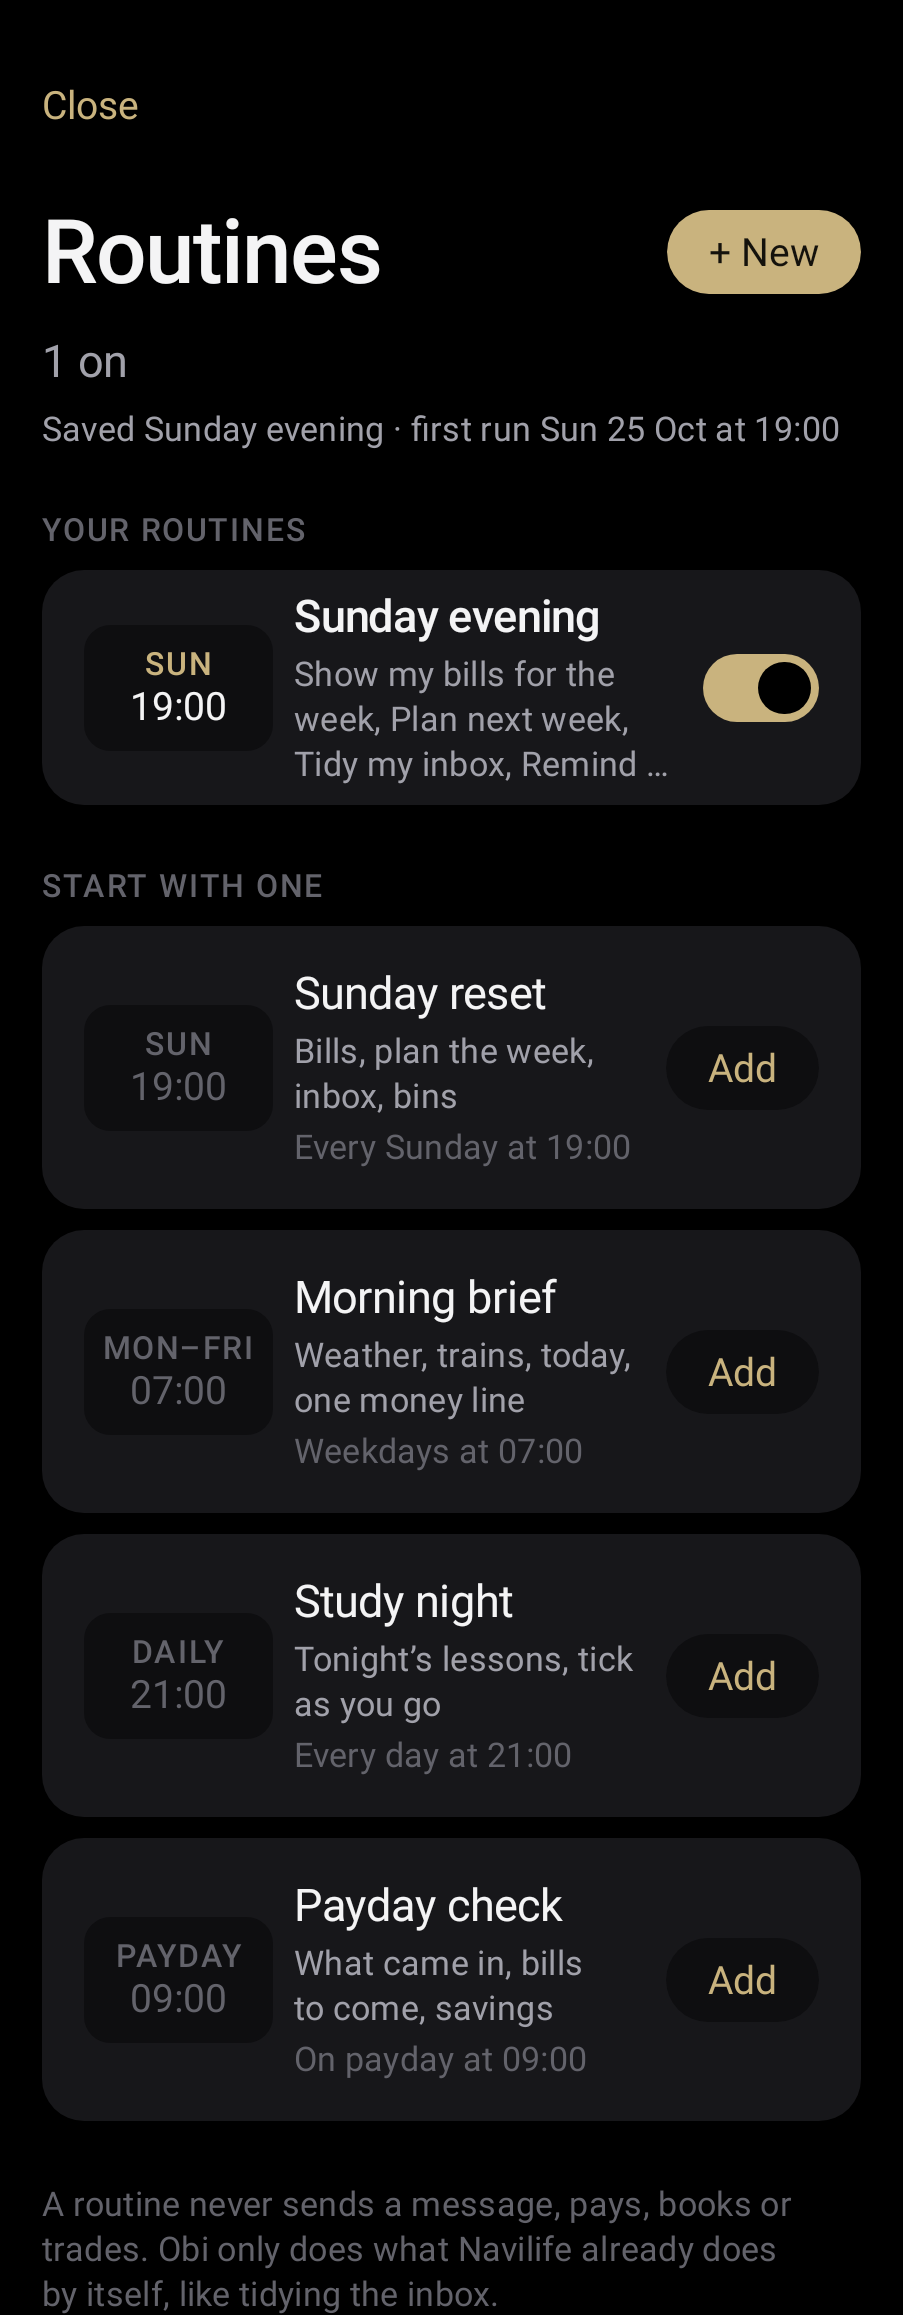 Close
Routines
+ New
1 on
Saved Sunday evening · first run Sun 25 Oct at 19:00
YOUR ROUTINES
SUN
19:00
Sunday evening
Show my bills for the
week, Plan next week,
Tidy my inbox, Remind …
START WITH ONE
SUN
19:00
Sunday reset
Bills, plan the week,
inbox, bins
Every Sunday at 19:00
Add
MON–FRI
07:00
Morning brief
Weather, trains, today,
one money line
Weekdays at 07:00
Add
DAILY
21:00
Study night
Tonight’s lessons, tick
as you go
Every day at 21:00
Add
PAYDAY
09:00
Payday check
What came in, bills
to come, savings
On payday at 09:00
Add
A routine never sends a message, pays, books or
trades. Obi only does what Navilife already does
by itself, like tidying the inbox.